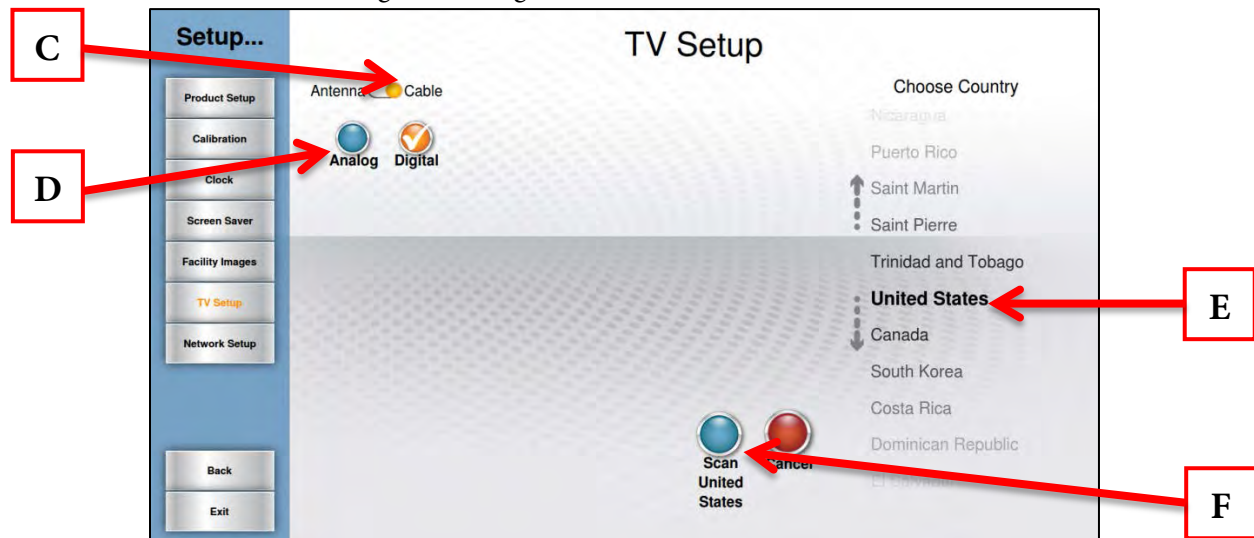 Setup...
Product Setup
Calibration
Clock
Screen Saver
Facility Images
TV Setup
Network Setup
Back
Exit
TV Setup
Antenna Cable
Analog Digital
Choose Country
Nicaragua
Puerto Rico
Saint Martin
Saint Pierre
Trinidad and Tobago
United States
Canada
South Korea
Costa Rica
Dominican Republic
Scan
United
States
Cancel
C
D
E
F